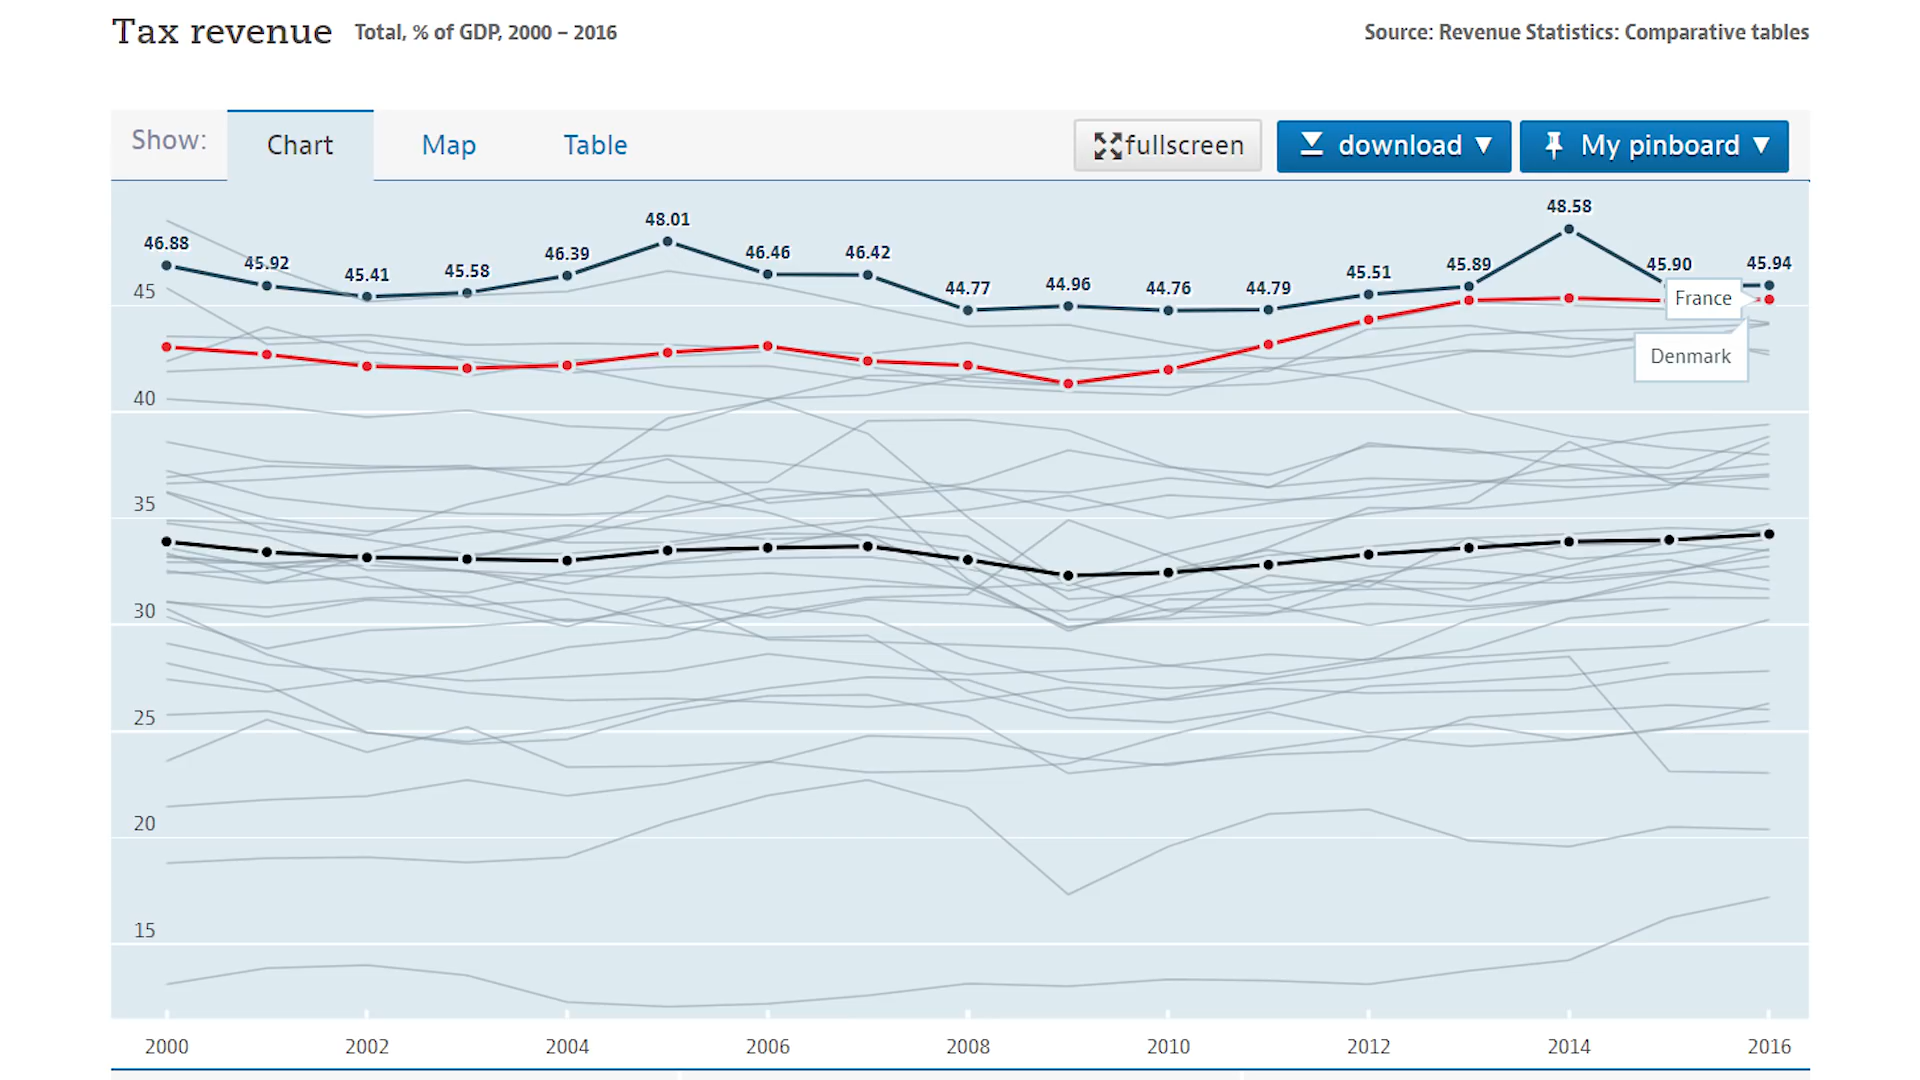 Tax revenue Total, % of GDP, 2000 – 2016 Source: Revenue Statistics: Comparative tables
Show: Chart Map Table fullscreen download ▼ My pinboard ▼
48.58
48.01
46.88 45.92 45.41 45.58 46.39 46.46 46.42 44.77 44.96 44.76 44.79 45.51 45.89 45.90 45.94
45
France
Denmark
40
35
30
25
20
15
2000 2002 2004 2006 2008 2010 2012 2014 2016